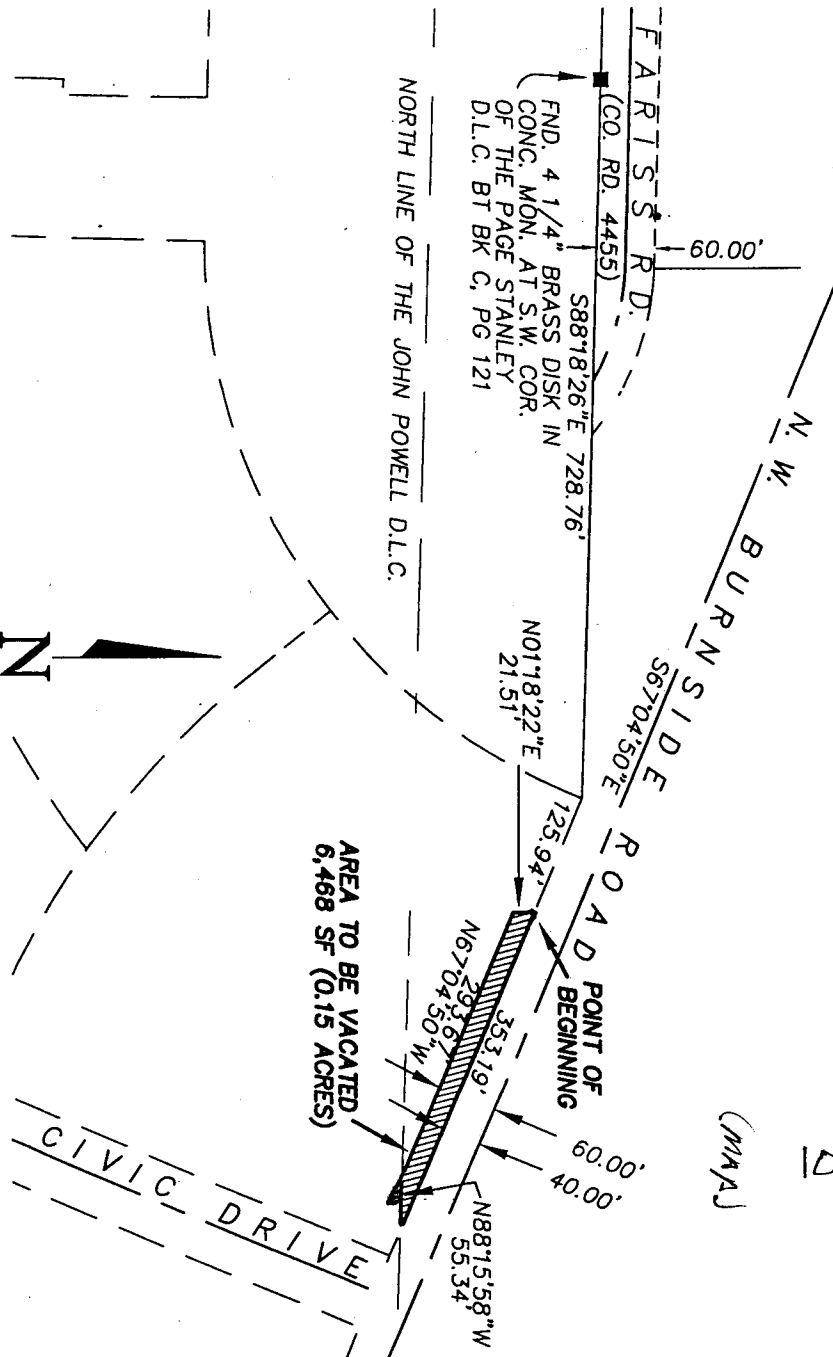 FARISS RD.
(CO. RD. 4455)
60.00'
FND. 4 1/4" BRASS DISK IN
CONC. MON. AT S.W. COR.
OF THE PAGE STANLEY
D.L.C. BT BK C, PG 121
S88°18'26"E 728.76'
NORTH LINE OF THE JOHN POWELL D.L.C.
N.W. BURNSIDE ROAD
S67°04'50"E
N01°18'22"E
21.51'
125.94'
POINT OF
BEGINNING
353.19'
293.67'
N67°04'50"W
AREA TO BE VACATED
6,468 SF (0.15 ACRES)
60.00'
40.00'
N88°15'58"W
55.34'
CIVIC DRIVE
N